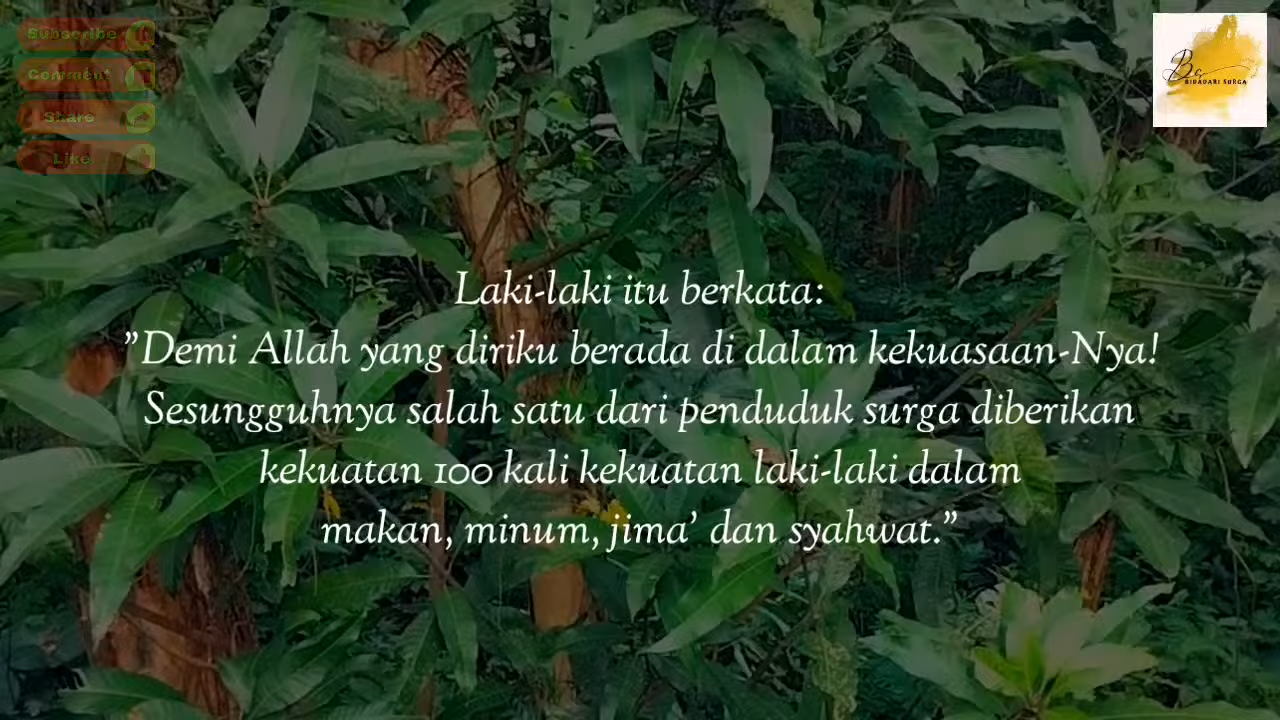 Subscribe
Comment
Share
Like
Bs
BIDADARI SURGA
Laki-laki itu berkata:
"Demi Allah yang diriku berada di dalam kekuasaan-Nya!
Sesungguhnya salah satu dari penduduk surga diberikan
kekuatan 100 kali kekuatan laki-laki dalam
makan, minum, jima' dan syahwat."